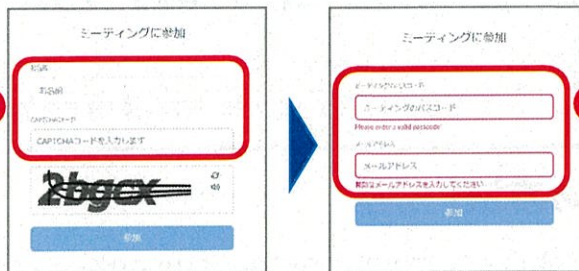 ミーティングに参加
お名前
お名前
CAPTCHAコード
CAPTCHAコードを入力します
2bgcx
参加
ミーティングに参加
ミーティングのパスコード
ミーティングのパスコード
Please enter a valid passcode
メールアドレス
メールアドレス
有効なメールアドレスを入力してください
参加